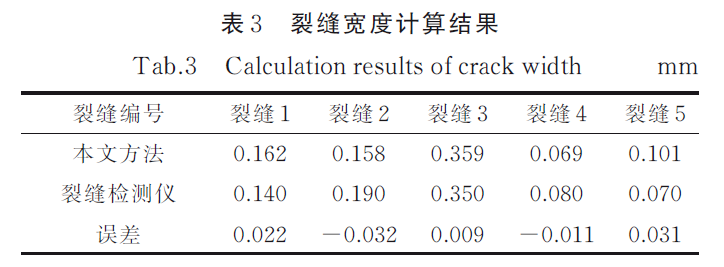 表3 裂缝宽度计算结果
Tab.3 Calculation results of crack width mm
裂缝编号 裂缝1 裂缝2 裂缝3 裂缝4 裂缝5
本文方法 0.162 0.158 0.359 0.069 0.101
裂缝检测仪 0.140 0.190 0.350 0.080 0.070
误差 0.022 −0.032 0.009 −0.011 0.031